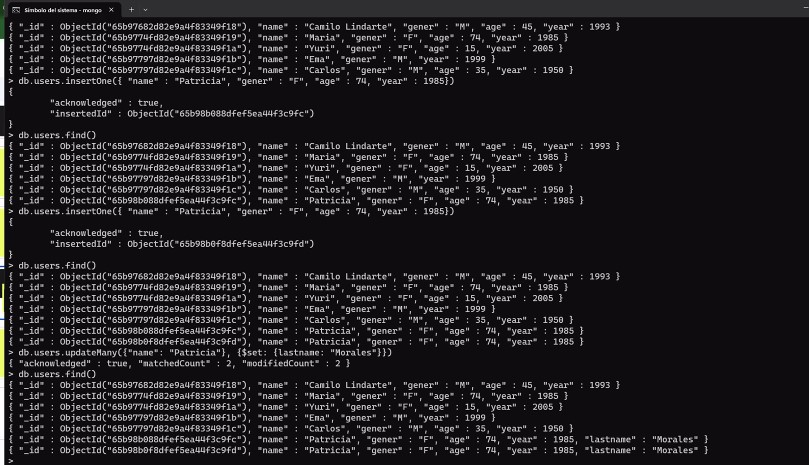 Símbolo del sistema - mongo
{ "_id" : ObjectId("65b97682d82e9a4f83349f18"), "name" : "Camilo Lindarte", "gener" : "M", "age" : 45, "year" : 1993 }
{ "_id" : ObjectId("65b9774fd82e9a4f83349f19"), "name" : "Maria", "gener" : "F", "age" : 74, "year" : 1985 }
{ "_id" : ObjectId("65b9774fd82e9a4f83349f1a"), "name" : "Yuri", "gener" : "F", "age" : 15, "year" : 2005 }
{ "_id" : ObjectId("65b97797d82e9a4f83349f1b"), "name" : "Ema", "gener" : "M", "year" : 1999 }
{ "_id" : ObjectId("65b97797d82e9a4f83349f1c"), "name" : "Carlos", "gener" : "M", "age" : 35, "year" : 1950 }
> db.users.insertOne({ "name" : "Patricia", "gener" : "F", "age" : 74, "year" : 1985})
{
"acknowledged" : true,
"insertedId" : ObjectId("65b98b088dfef5ea44f3c9fc")
}
> db.users.find()
{ "_id" : ObjectId("65b97682d82e9a4f83349f18"), "name" : "Camilo Lindarte", "gener" : "M", "age" : 45, "year" : 1993 }
{ "_id" : ObjectId("65b9774fd82e9a4f83349f19"), "name" : "Maria", "gener" : "F", "age" : 74, "year" : 1985 }
{ "_id" : ObjectId("65b9774fd82e9a4f83349f1a"), "name" : "Yuri", "gener" : "F", "age" : 15, "year" : 2005 }
{ "_id" : ObjectId("65b97797d82e9a4f83349f1b"), "name" : "Ema", "gener" : "M", "year" : 1999 }
{ "_id" : ObjectId("65b97797d82e9a4f83349f1c"), "name" : "Carlos", "gener" : "M", "age" : 35, "year" : 1950 }
{ "_id" : ObjectId("65b98b088dfef5ea44f3c9fc"), "name" : "Patricia", "gener" : "F", "age" : 74, "year" : 1985 }
> db.users.insertOne({ "name" : "Patricia", "gener" : "F", "age" : 74, "year" : 1985})
{
"acknowledged" : true,
"insertedId" : ObjectId("65b98b0f8dfef5ea44f3c9fd")
}
> db.users.find()
{ "_id" : ObjectId("65b97682d82e9a4f83349f18"), "name" : "Camilo Lindarte", "gener" : "M", "age" : 45, "year" : 1993 }
{ "_id" : ObjectId("65b9774fd82e9a4f83349f19"), "name" : "Maria", "gener" : "F", "age" : 74, "year" : 1985 }
{ "_id" : ObjectId("65b9774fd82e9a4f83349f1a"), "name" : "Yuri", "gener" : "F", "age" : 15, "year" : 2005 }
{ "_id" : ObjectId("65b97797d82e9a4f83349f1b"), "name" : "Ema", "gener" : "M", "year" : 1999 }
{ "_id" : ObjectId("65b97797d82e9a4f83349f1c"), "name" : "Carlos", "gener" : "M", "age" : 35, "year" : 1950 }
{ "_id" : ObjectId("65b98b088dfef5ea44f3c9fc"), "name" : "Patricia", "gener" : "F", "age" : 74, "year" : 1985 }
{ "_id" : ObjectId("65b98b0f8dfef5ea44f3c9fd"), "name" : "Patricia", "gener" : "F", "age" : 74, "year" : 1985 }
> db.users.updateMany({"name": "Patricia"}, {$set: {lastname: "Morales"}})
{ "acknowledged" : true, "matchedCount" : 2, "modifiedCount" : 2 }
> db.users.find()
{ "_id" : ObjectId("65b97682d82e9a4f83349f18"), "name" : "Camilo Lindarte", "gener" : "M", "age" : 45, "year" : 1993 }
{ "_id" : ObjectId("65b9774fd82e9a4f83349f19"), "name" : "Maria", "gener" : "F", "age" : 74, "year" : 1985 }
{ "_id" : ObjectId("65b9774fd82e9a4f83349f1a"), "name" : "Yuri", "gener" : "F", "age" : 15, "year" : 2005 }
{ "_id" : ObjectId("65b97797d82e9a4f83349f1b"), "name" : "Ema", "gener" : "M", "year" : 1999 }
{ "_id" : ObjectId("65b97797d82e9a4f83349f1c"), "name" : "Carlos", "gener" : "M", "age" : 35, "year" : 1950 }
{ "_id" : ObjectId("65b98b088dfef5ea44f3c9fc"), "name" : "Patricia", "gener" : "F", "age" : 74, "year" : 1985, "lastname" : "Morales" }
{ "_id" : ObjectId("65b98b0f8dfef5ea44f3c9fd"), "name" : "Patricia", "gener" : "F", "age" : 74, "year" : 1985, "lastname" : "Morales" }
>